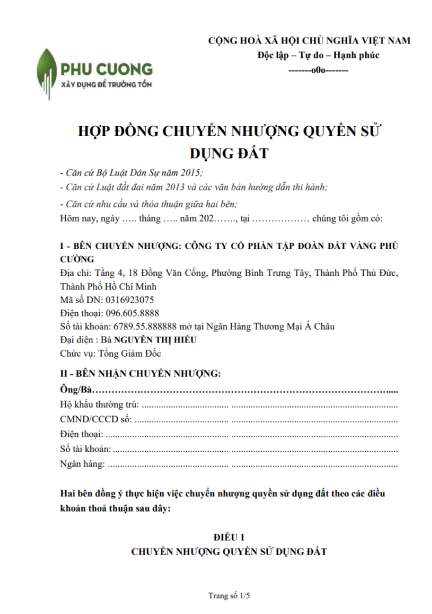 PHU CUONG
XÂY DỰNG ĐỂ TRƯỜNG TỒN
CỘNG HOÀ XÃ HỘI CHỦ NGHĨA VIỆT NAM
Độc lập – Tự do – Hạnh phúc
-------o0o-------
HỢP ĐỒNG CHUYỂN NHƯỢNG QUYỀN SỬ
DỤNG ĐẤT
- Căn cứ Bộ Luật Dân Sự năm 2015;
- Căn cứ Luật đất đai năm 2013 và các văn bản hướng dẫn thi hành;
- Căn cứ nhu cầu và thỏa thuận giữa hai bên;
Hôm nay, ngày ….. tháng ….. năm 202……., tại ……………… chúng tôi gồm có:
I - BÊN CHUYỂN NHƯỢNG: CÔNG TY CỔ PHẦN TẬP ĐOÀN ĐẤT VÀNG PHÚ
CƯỜNG
Địa chỉ: Tầng 4, 18 Đồng Văn Cống, Phường Bình Trưng Tây, Thành Phố Thủ Đức,
Thành Phố Hồ Chí Minh
Mã số DN: 0316923075
Điện thoại: 096.605.8888
Số tài khoản: 6789.55.888888 mở tại Ngân Hàng Thương Mại Á Châu
Đại diện : Bà NGUYỄN THỊ HIẾU
Chức vụ: Tổng Giám Đốc
II - BÊN NHẬN CHUYỂN NHƯỢNG:
Ông/Bà……………………………………………………………………....
Hộ khẩu thường trú: ................................... ..................................................
CMND/CCCD số: ...................................... ..................................................
Điện thoại: ................................................ ..................................................
Số tài khoản: ............................................. ..................................................
Ngân hàng: ............................................... ..................................................
Hai bên đồng ý thực hiện việc chuyển nhượng quyền sử dụng đất theo các điều
khoản thoả thuận sau đây:
ĐIỀU 1
CHUYỂN NHƯỢNG QUYỀN SỬ DỤNG ĐẤT
Trang số 1/5